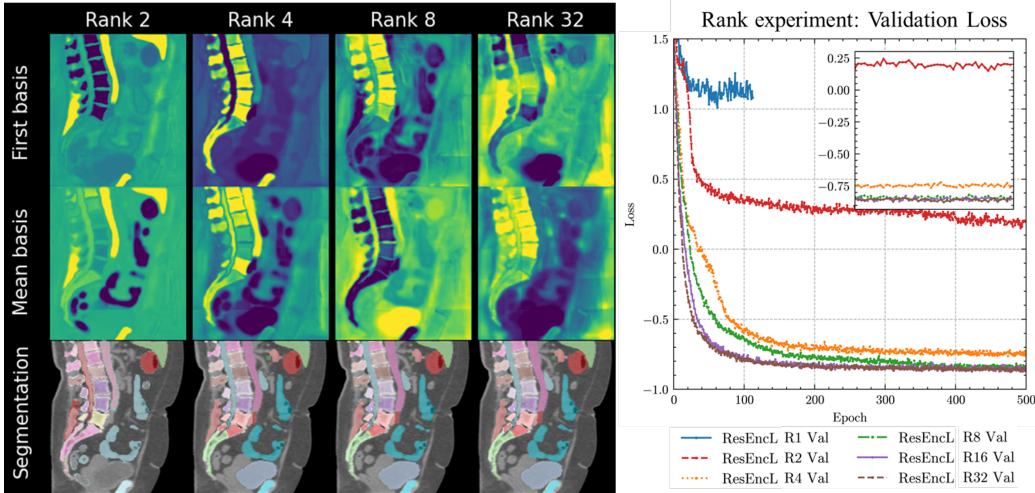 Rank 2 Rank 4 Rank 8 Rank 32
First basis
Mean basis
Segmentation
Rank experiment: Validation Loss
1.5
1.0
0.5
0.0
−0.5
−1.0
Loss
0.25
0.00
−0.25
−0.50
−0.75
0 100 200 300 400 500
Epoch
ResEncL R1 Val
ResEncL R2 Val
ResEncL R4 Val
ResEncL R8 Val
ResEncL R16 Val
ResEncL R32 Val